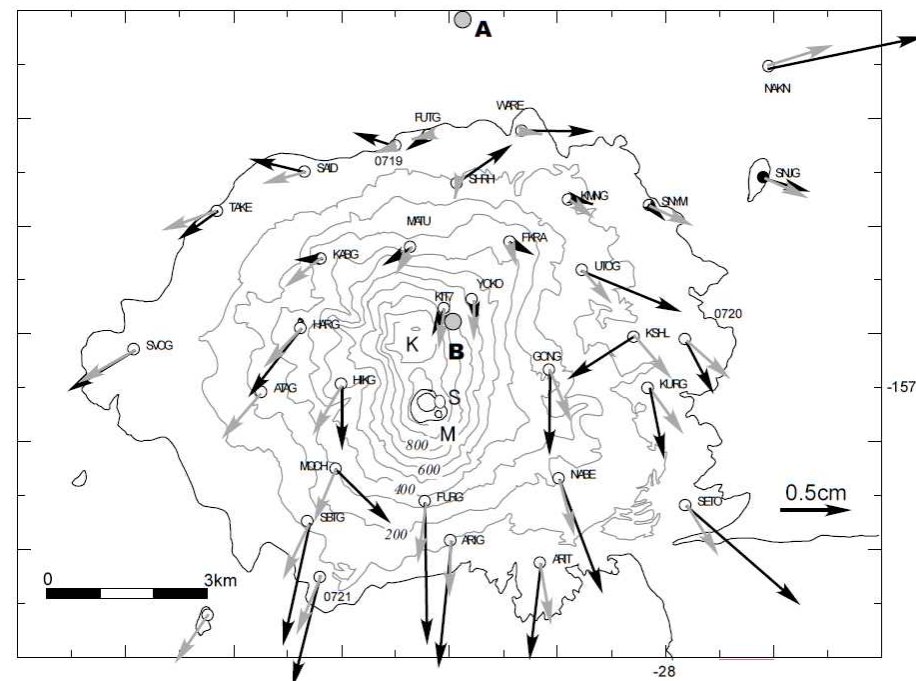 A
NAKN
WARE
FUTG
0719
SAID
SHRH
SNJG
KMNG
SNYM
TAKE
MATU
FKRA
KABG
UTOG
YOKO
KIT7
0720
HARG
K
B
KSHL
SVOG
GONG
-157
ATAG
HIKG
S
KURG
M
800
MOCH
600
NABE
400
FURG
0.5cm
SBTG
200
SETO
ARIG
ARIT
0 3km
0721
-28